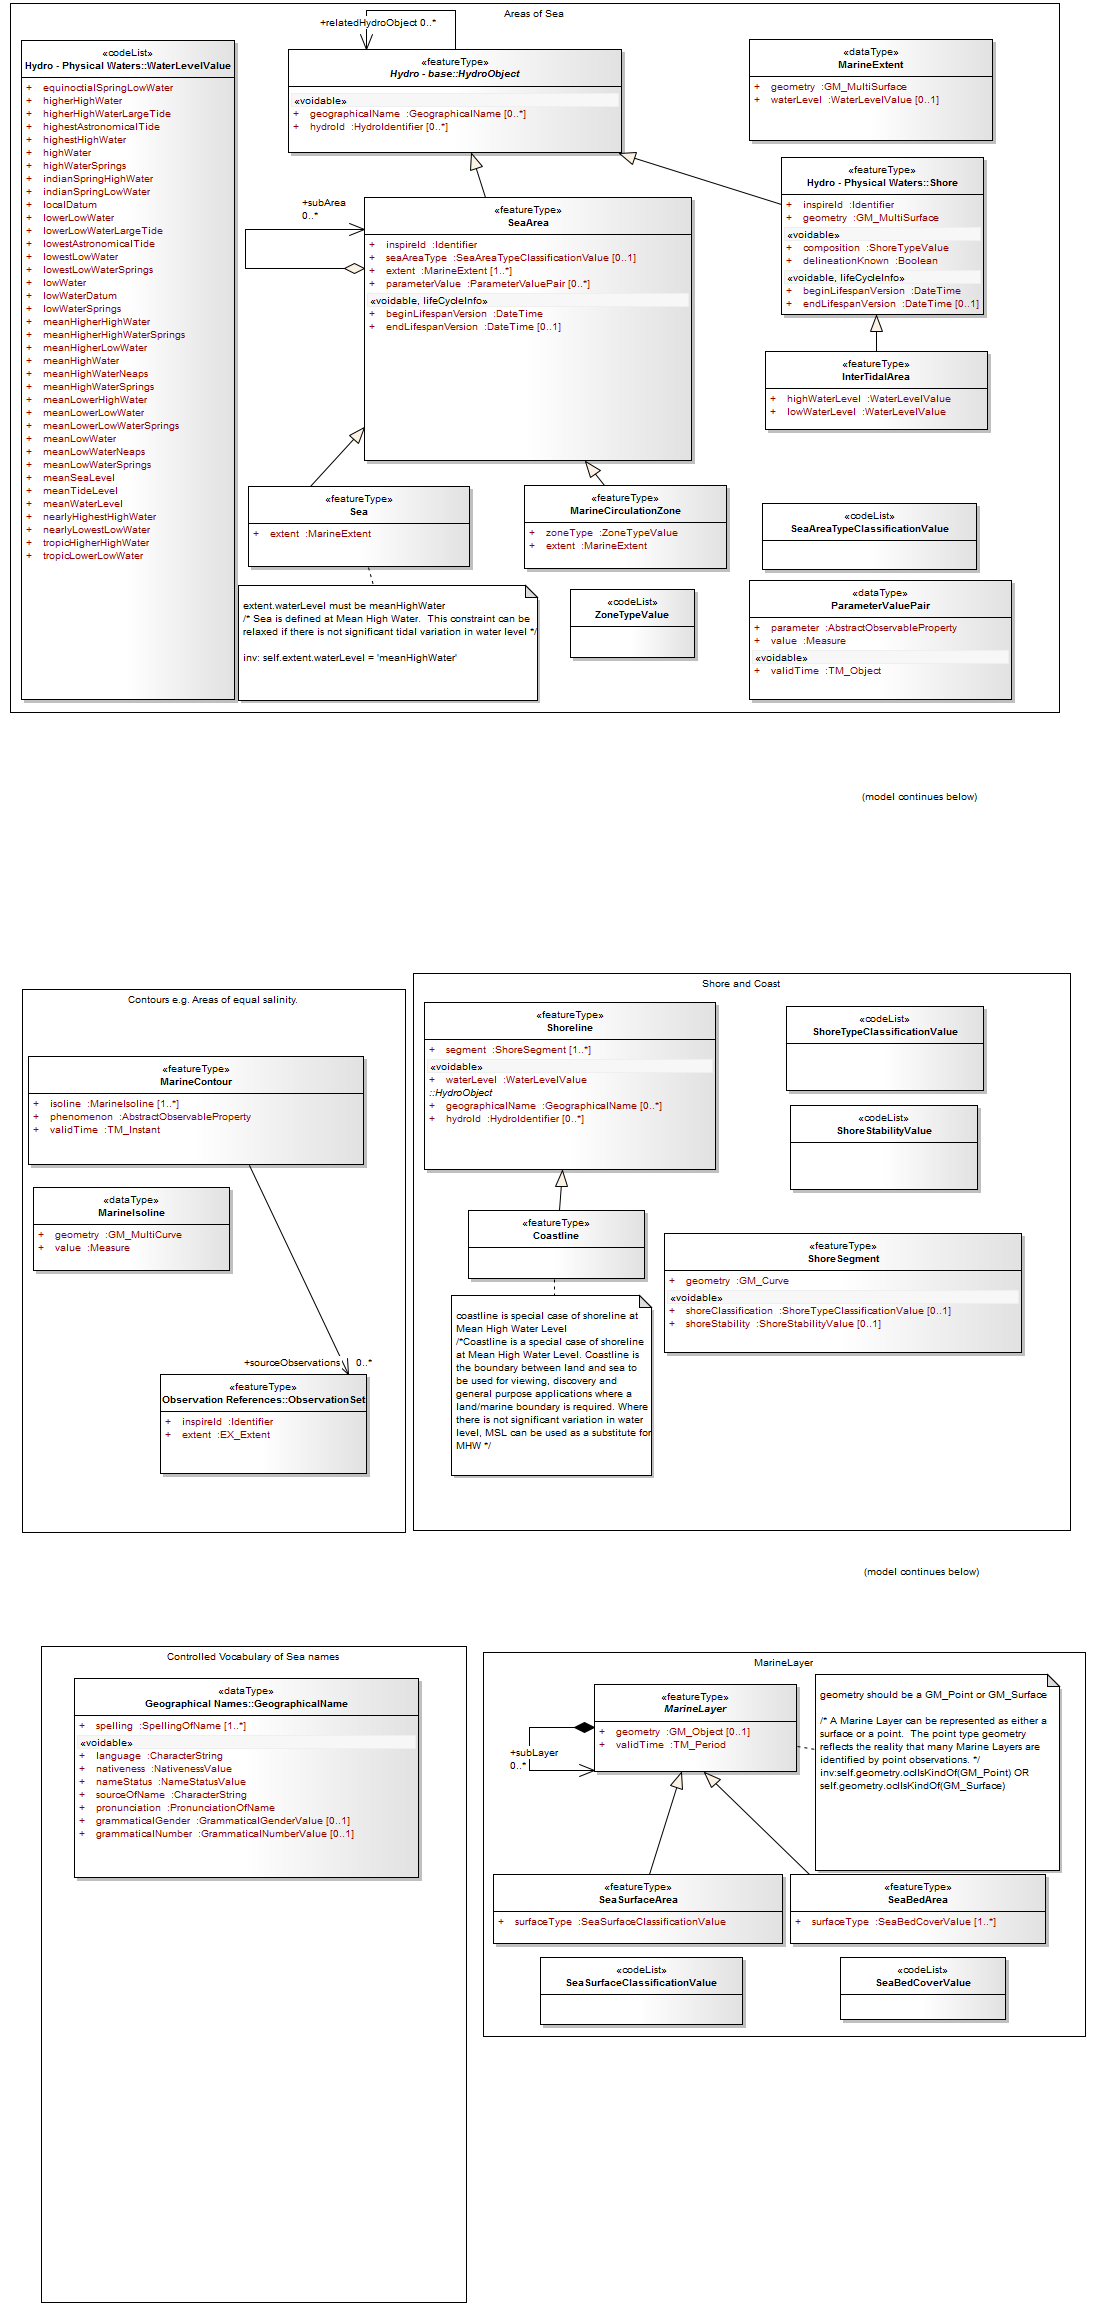 Areas of Sea
+relatedHydroObject 0..*
«codeList»
Hydro - Physical Waters::WaterLevelValue
+ equinoctialSpringLowWater
+ higherHighWater
+ higherHighWaterLargeTide
+ highestAstronomicalTide
+ highestHighWater
+ highWater
+ highWaterSprings
+ indianSpringHighWater
+ indianSpringLowWater
+ localDatum
+ lowerLowWater
+ lowerLowWaterLargeTide
+ lowestAstronomicalTide
+ lowestLowWater
+ lowestLowWaterSprings
+ lowWater
+ lowWaterDatum
+ lowWaterSprings
+ meanHigherHighWater
+ meanHigherHighWaterSprings
+ meanHigherLowWater
+ meanHighWater
+ meanHighWaterNeaps
+ meanHighWaterSprings
+ meanLowerHighWater
+ meanLowerLowWater
+ meanLowerLowWaterSprings
+ meanLowWater
+ meanLowWaterNeaps
+ meanLowWaterSprings
+ meanSeaLevel
+ meanTideLevel
+ meanWaterLevel
+ nearlyHighestHighWater
+ nearlyLowestLowWater
+ tropicHigherHighWater
+ tropicLowerLowWater
«featureType»
Hydro - base::HydroObject
«voidable»
+ geographicalName :GeographicalName [0..*]
+ hydroId :HydroIdentifier [0..*]
«dataType»
MarineExtent
+ geometry :GM_MultiSurface
+ waterLevel :WaterLevelValue [0..1]
«featureType»
Hydro - Physical Waters::Shore
+ inspireId :Identifier
+ geometry :GM_MultiSurface
«voidable»
+ composition :ShoreTypeValue
+ delineationKnown :Boolean
«voidable, lifeCycleInfo»
+ beginLifespanVersion :DateTime
+ endLifespanVersion :DateTime [0..1]
+subArea
0..*
«featureType»
SeaArea
+ inspireId :Identifier
+ seaAreaType :SeaAreaTypeClassificationValue [0..1]
+ extent :MarineExtent [1..*]
+ parameterValue :ParameterValuePair [0..*]
«voidable, lifeCycleInfo»
+ beginLifespanVersion :DateTime
+ endLifespanVersion :DateTime [0..1]
«featureType»
InterTidalArea
+ highWaterLevel :WaterLevelValue
+ lowWaterLevel :WaterLevelValue
«featureType»
Sea
+ extent :MarineExtent
«featureType»
MarineCirculationZone
+ zoneType :ZoneTypeValue
+ extent :MarineExtent
«codeList»
SeaAreaTypeClassificationValue
extent.waterLevel must be meanHighWater
/* Sea is defined at Mean High Water. This constraint can be
relaxed if there is not significant tidal variation in water level */
inv: self.extent.waterLevel = 'meanHighWater'
«codeList»
ZoneTypeValue
«dataType»
ParameterValuePair
+ parameter :AbstractObservableProperty
+ value :Measure
«voidable»
+ validTime :TM_Object
(model continues below)
Contours e.g. Areas of equal salinity.
«featureType»
MarineContour
+ isoline :MarineIsoline [1..*]
+ phenomenon :AbstractObservableProperty
+ validTime :TM_Instant
«dataType»
MarineIsoline
+ geometry :GM_MultiCurve
+ value :Measure
+sourceObservations 0..*
«featureType»
Observation References::ObservationSet
+ inspireId :Identifier
+ extent :EX_Extent
Shore and Coast
«featureType»
Shoreline
+ segment :ShoreSegment [1..*]
«voidable»
+ waterLevel :WaterLevelValue
::HydroObject
+ geographicalName :GeographicalName [0..*]
+ hydroId :HydroIdentifier [0..*]
«codeList»
ShoreTypeClassificationValue
«codeList»
ShoreStabilityValue
«featureType»
Coastline
«featureType»
ShoreSegment
+ geometry :GM_Curve
«voidable»
+ shoreClassification :ShoreTypeClassificationValue [0..1]
+ shoreStability :ShoreStabilityValue [0..1]
coastline is special case of shoreline at
Mean High Water Level
/*Coastline is a special case of shoreline
at Mean High Water Level. Coastline is
the boundary between land and sea to
be used for viewing, discovery and
general purpose applications where a
land/marine boundary is required. Where
there is not significant variation in water
level, MSL can be used as a substitute for
MHW */
(model continues below)
Controlled Vocabulary of Sea names
«dataType»
Geographical Names::GeographicalName
+ spelling :SpellingOfName [1..*]
«voidable»
+ language :CharacterString
+ nativeness :NativenessValue
+ nameStatus :NameStatusValue
+ sourceOfName :CharacterString
+ pronunciation :PronunciationOfName
+ grammaticalGender :GrammaticalGenderValue [0..1]
+ grammaticalNumber :GrammaticalNumberValue [0..1]
MarineLayer
«featureType»
MarineLayer
+ geometry :GM_Object [0..1]
+ validTime :TM_Period
+subLayer
0..*
geometry should be a GM_Point or GM_Surface
/* A Marine Layer can be represented as either a
surface or a point. The point type geometry
reflects the reality that many Marine Layers are
identified by point observations. */
inv:self.geometry.oclIsKindOf(GM_Point) OR
self.geometry.oclIsKindOf(GM_Surface)
«featureType»
SeaSurfaceArea
+ surfaceType :SeaSurfaceClassificationValue
«featureType»
SeaBedArea
+ surfaceType :SeaBedCoverValue [1..*]
«codeList»
SeaSurfaceClassificationValue
«codeList»
SeaBedCoverValue